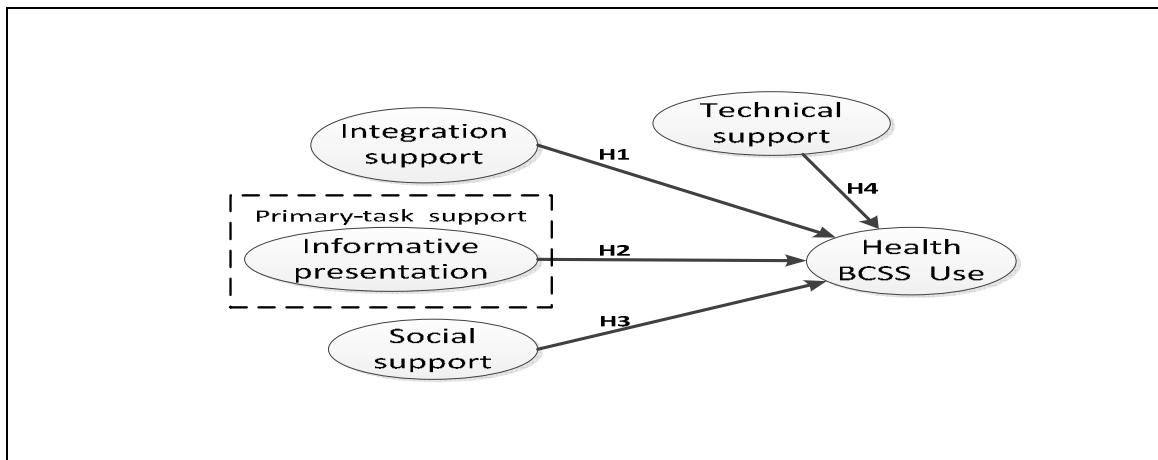 Technical
support
Integration
support
H1
H4
Primary-task support
Informative
presentation
H2
Health
BCSS Use
H3
Social
support